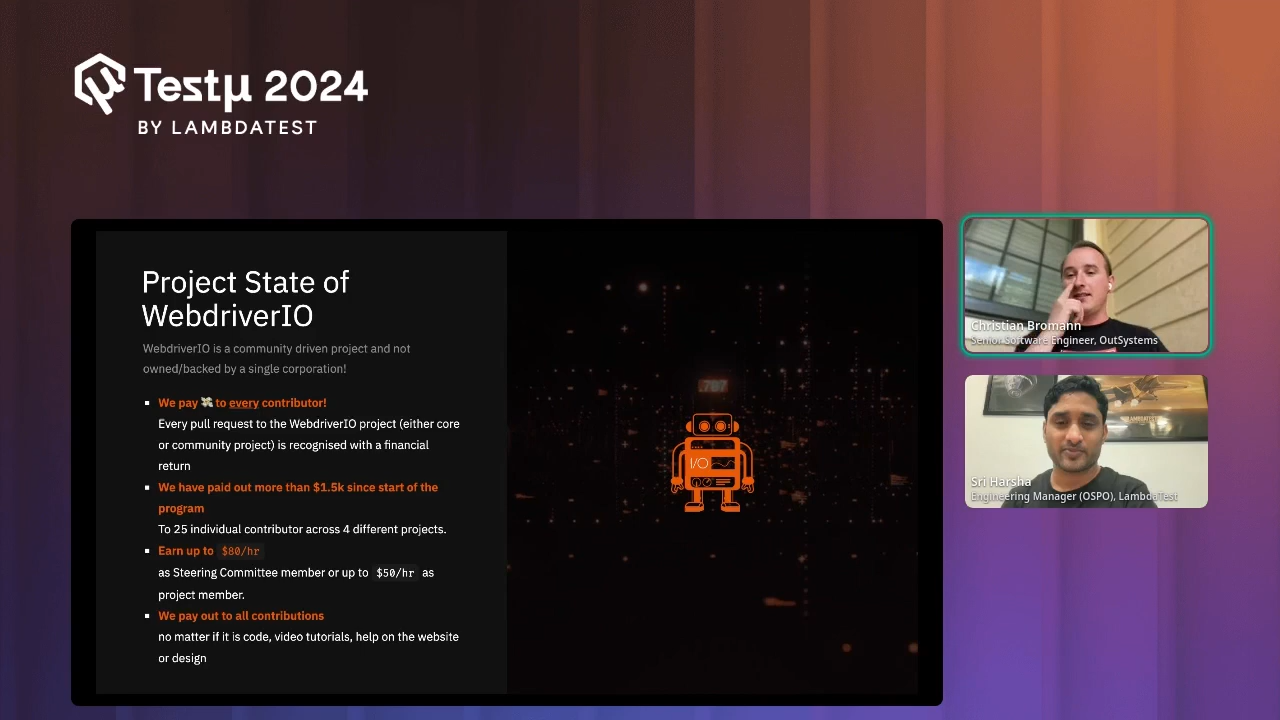 Testμ 2024
BY LAMBDATEST
Project State of
WebdriverIO
WebdriverIO is a community driven project and not
owned/backed by a single corporation!
We pay 💸 to every contributor!
Every pull request to the WebdriverIO project (either core
or community project) is recognised with a financial
return
We have paid out more than $1.5k since start of the
program
To 25 individual contributor across 4 different projects.
Earn up to $80/hr
as Steering Committee member or up to $50/hr as
project member.
We pay out to all contributions
no matter if it is code, video tutorials, help on the website
or design
.707
I/O
Christian Bromann
Senior Software Engineer, OutSystems
LAMBDATEST
Sri Harsha
Engineering Manager (OSPO), LambdaTest